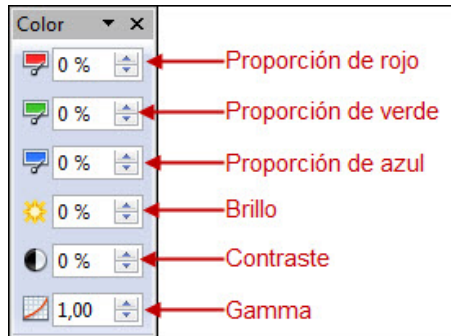 Color
0 % Proporción de rojo
0 % Proporción de verde
0 % Proporción de azul
0 % Brillo
0 % Contraste
1,00 Gamma